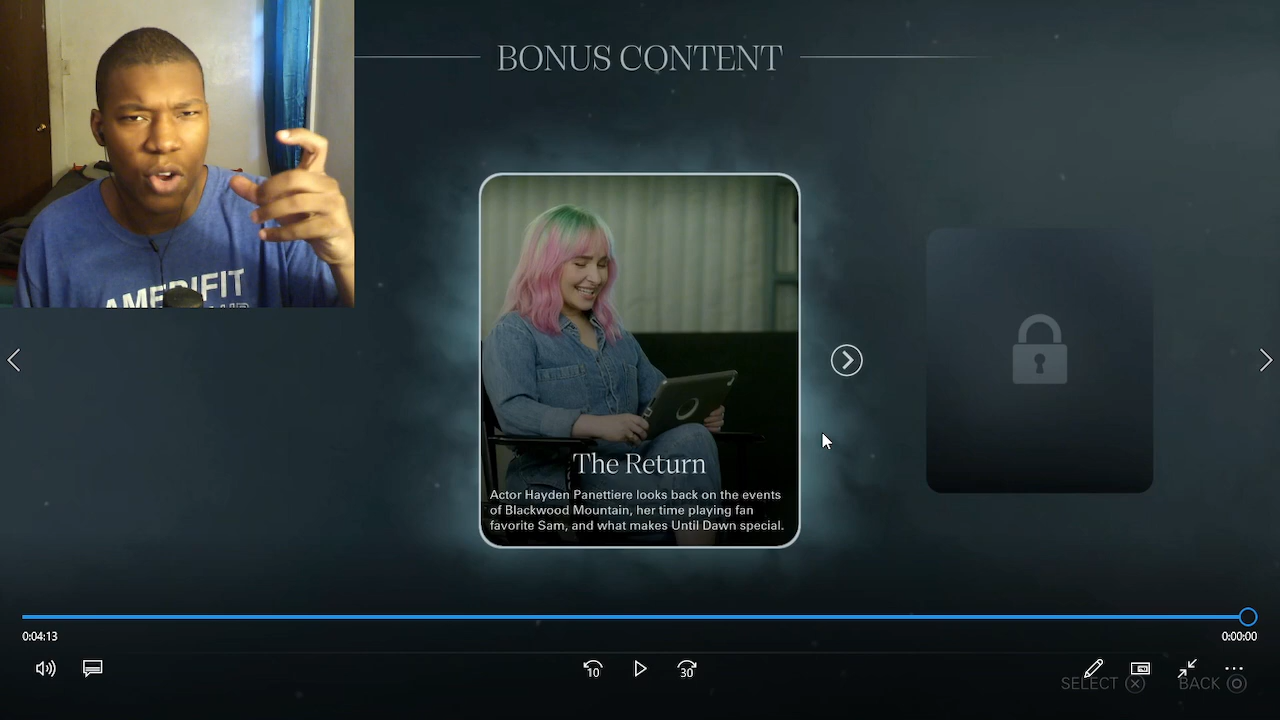 BONUS CONTENT
AMERIFIT
The Return
Actor Hayden Panettiere looks back on the events
of Blackwood Mountain, her time playing fan
favorite Sam, and what makes Until Dawn special.
0:04:13
0:00:00
10
30
SELECT
BACK